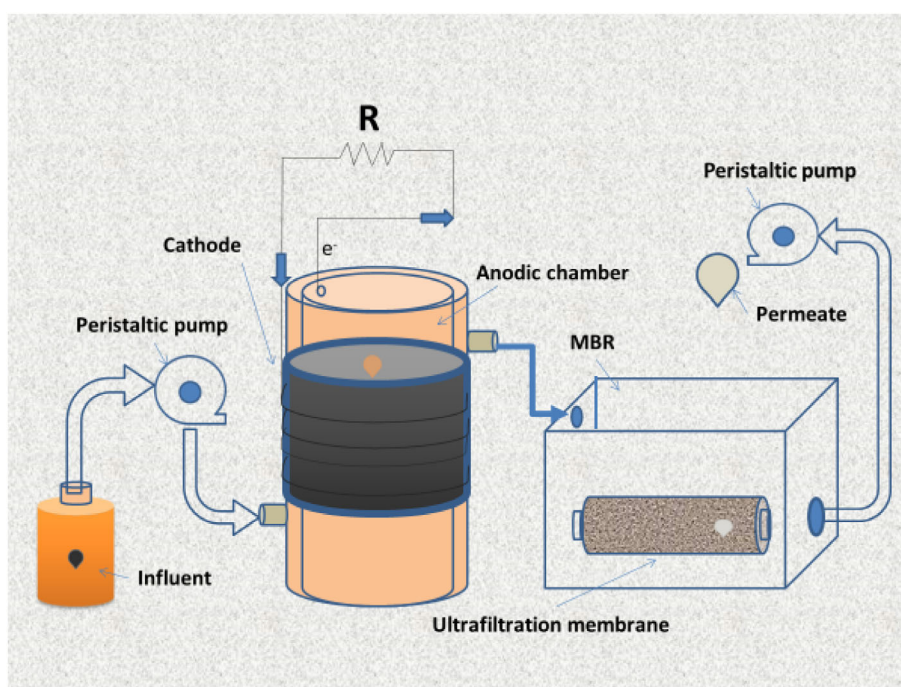 R
Peristaltic pump
Cathode
e-
Anodic chamber
Peristaltic pump
Permeate
MBR
Influent
Ultrafiltration membrane